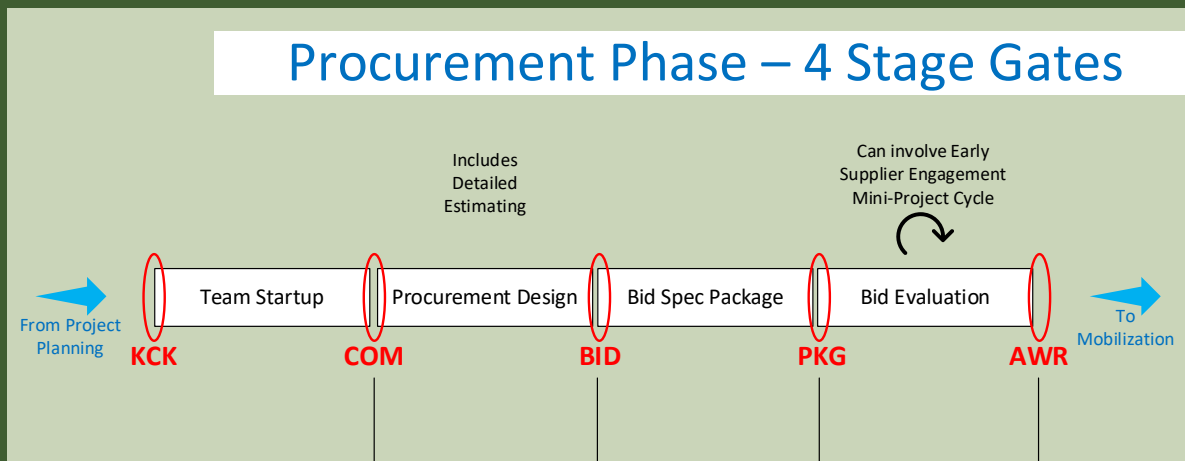 Procurement Phase – 4 Stage Gates
Includes
Detailed
Estimating
Can involve Early
Supplier Engagement
Mini-Project Cycle
From Project
Planning
Team Startup
Procurement Design
Bid Spec Package
Bid Evaluation
To
Mobilization
KCK
COM
BID
PKG
AWR